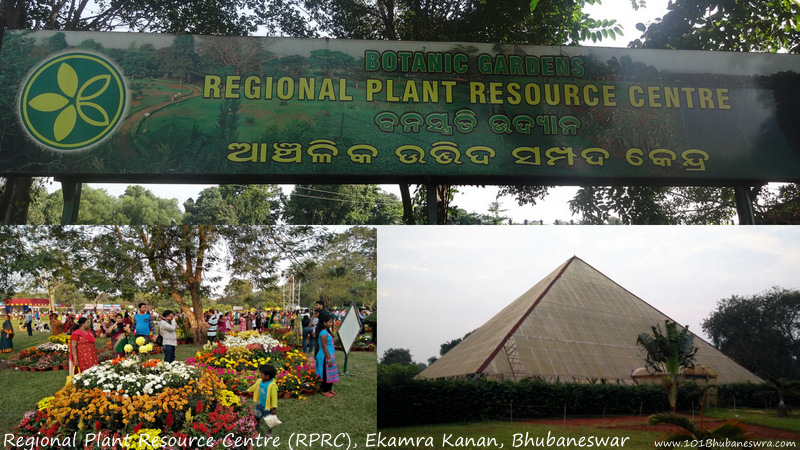 BOTANIC GARDENS
REGIONAL PLANT RESOURCE CENTRE
ବନସ୍ପତି ଉଦ୍ୟାନ
ଆଞ୍ଚଳିକ ଉଦ୍ଭିଦ ସମ୍ପଦ କେନ୍ଦ୍ର
Regional Plant Resource Centre (RPRC), Ekamra Kanan, Bhubaneswar
www.101Bhubaneswra.com